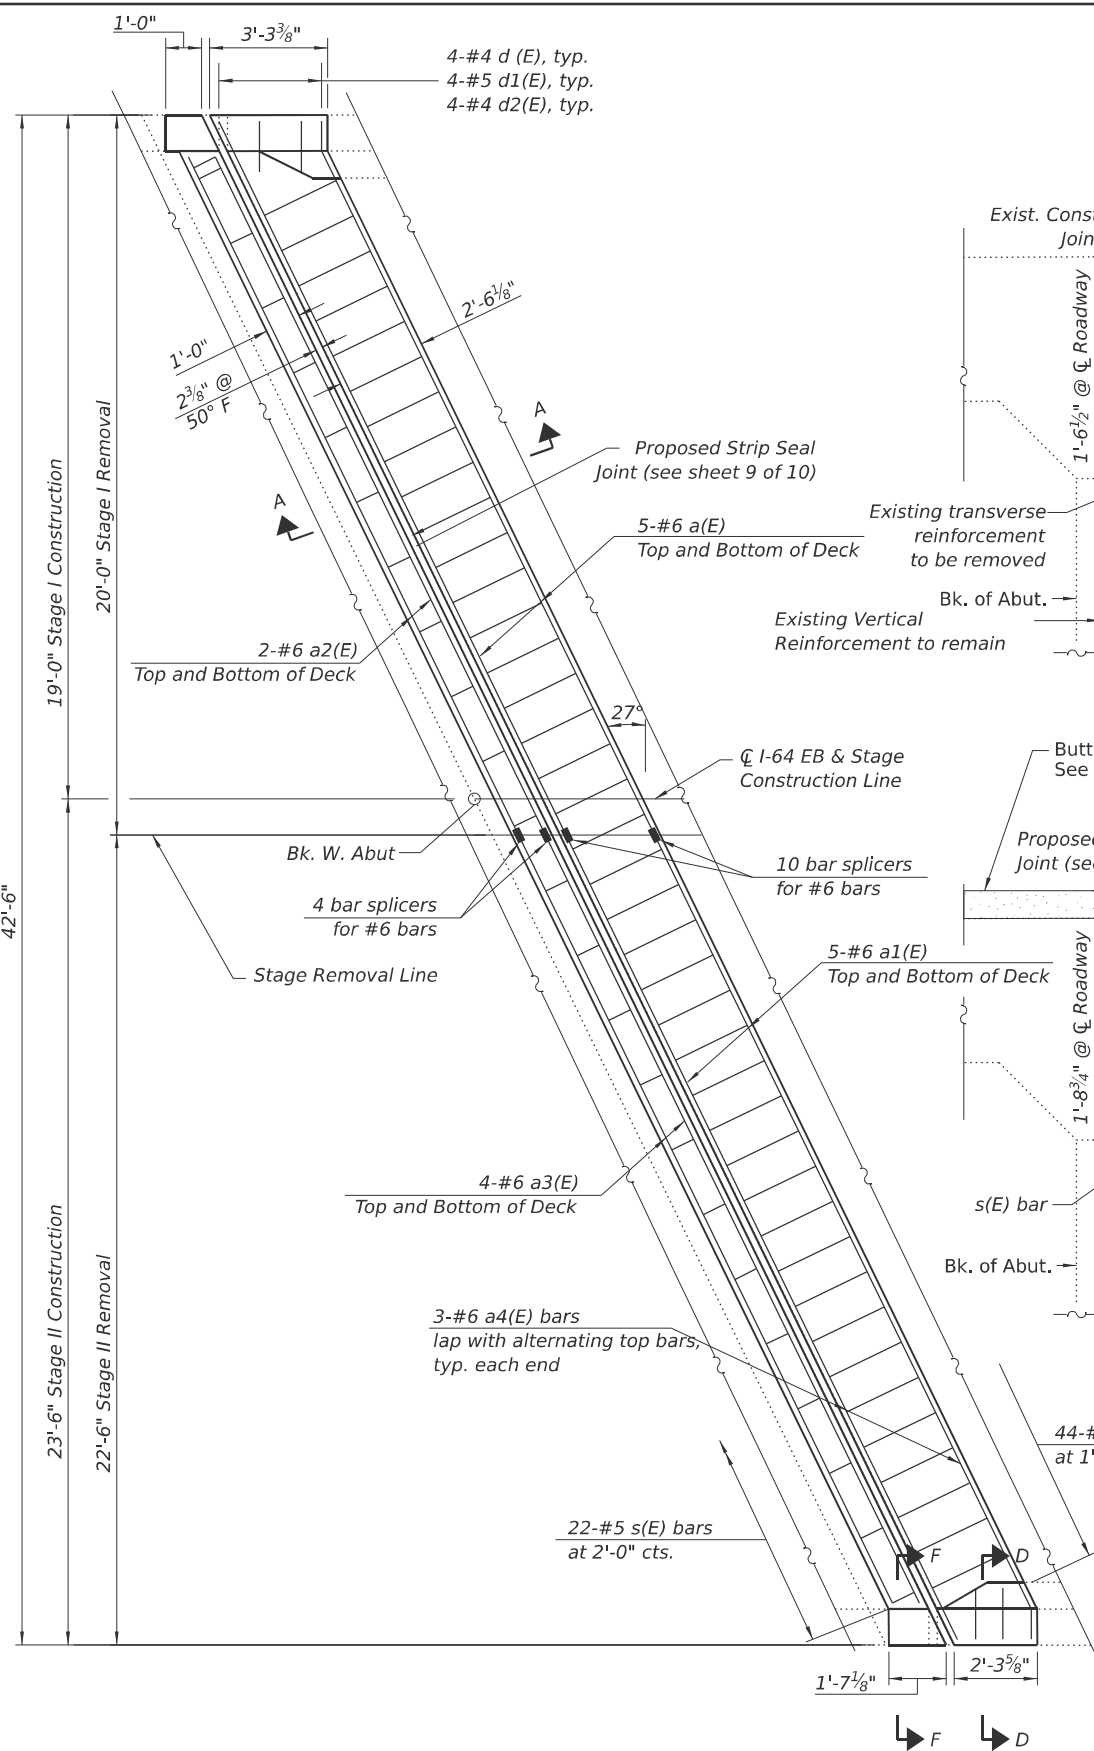 1'-0"
3'-3⅜"
4-#4 d (E), typ.
4-#5 d1(E), typ.
4-#4 d2(E), typ.
Exist. Const
Join
1'-6½" @ ℄ Roadway
2'-6⅛"
1'-0"
2⅜" @
50° F
A
A
Proposed Strip Seal
Joint (see sheet 9 of 10)
19'-0" Stage I Construction
20'-0" Stage I Removal
5-#6 a(E)
Top and Bottom of Deck
Existing transverse
reinforcement
to be removed
Bk. of Abut.
Existing Vertical
Reinforcement to remain
2-#6 a2(E)
Top and Bottom of Deck
27°
℄ I-64 EB & Stage
Construction Line
Butt
See
Bk. W. Abut
10 bar splicers
for #6 bars
Proposed
Joint (see
42'-6"
4 bar splicers
for #6 bars
Stage Removal Line
5-#6 a1(E)
Top and Bottom of Deck
1'-8¾" @ ℄ Roadway
4-#6 a3(E)
Top and Bottom of Deck
s(E) bar
Bk. of Abut.
23'-6" Stage II Construction
22'-6" Stage II Removal
3-#6 a4(E) bars
lap with alternating top bars,
typ. each end
44-#
at 1'
22-#5 s(E) bars
at 2'-0" cts.
F
D
1'-7⅛"
2'-3⅝"
F
D